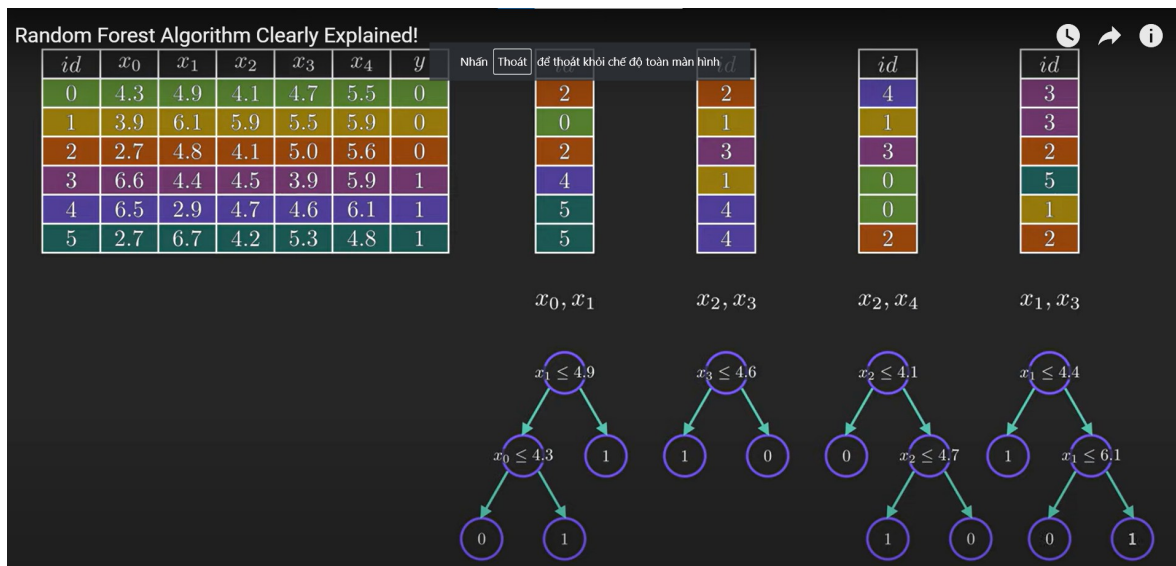 Random Forest Algorithm Clearly Explained!
Nhấn Thoát để thoát khỏi chế độ toàn màn hình
id x0 x1 x2 x3 x4 y
0 4.3 4.9 4.1 4.7 5.5 0
1 3.9 6.1 5.9 5.5 5.9 0
2 2.7 4.8 4.1 5.0 5.6 0
3 6.6 4.4 4.5 3.9 5.9 1
4 6.5 2.9 4.7 4.6 6.1 1
5 2.7 6.7 4.2 5.3 4.8 1
id id id id
2 2 4 3
0 1 1 3
2 3 3 2
4 1 0 5
5 4 0 1
5 4 2 2
x0, x1 x2, x3 x2, x4 x1, x3
x1 ≤ 4.9 x3 ≤ 4.6 x2 ≤ 4.1 x1 ≤ 4.4
x0 ≤ 4.3 1 1 0 0 x2 ≤ 4.7 1 x1 ≤ 6.1
0 1 1 0 0 1